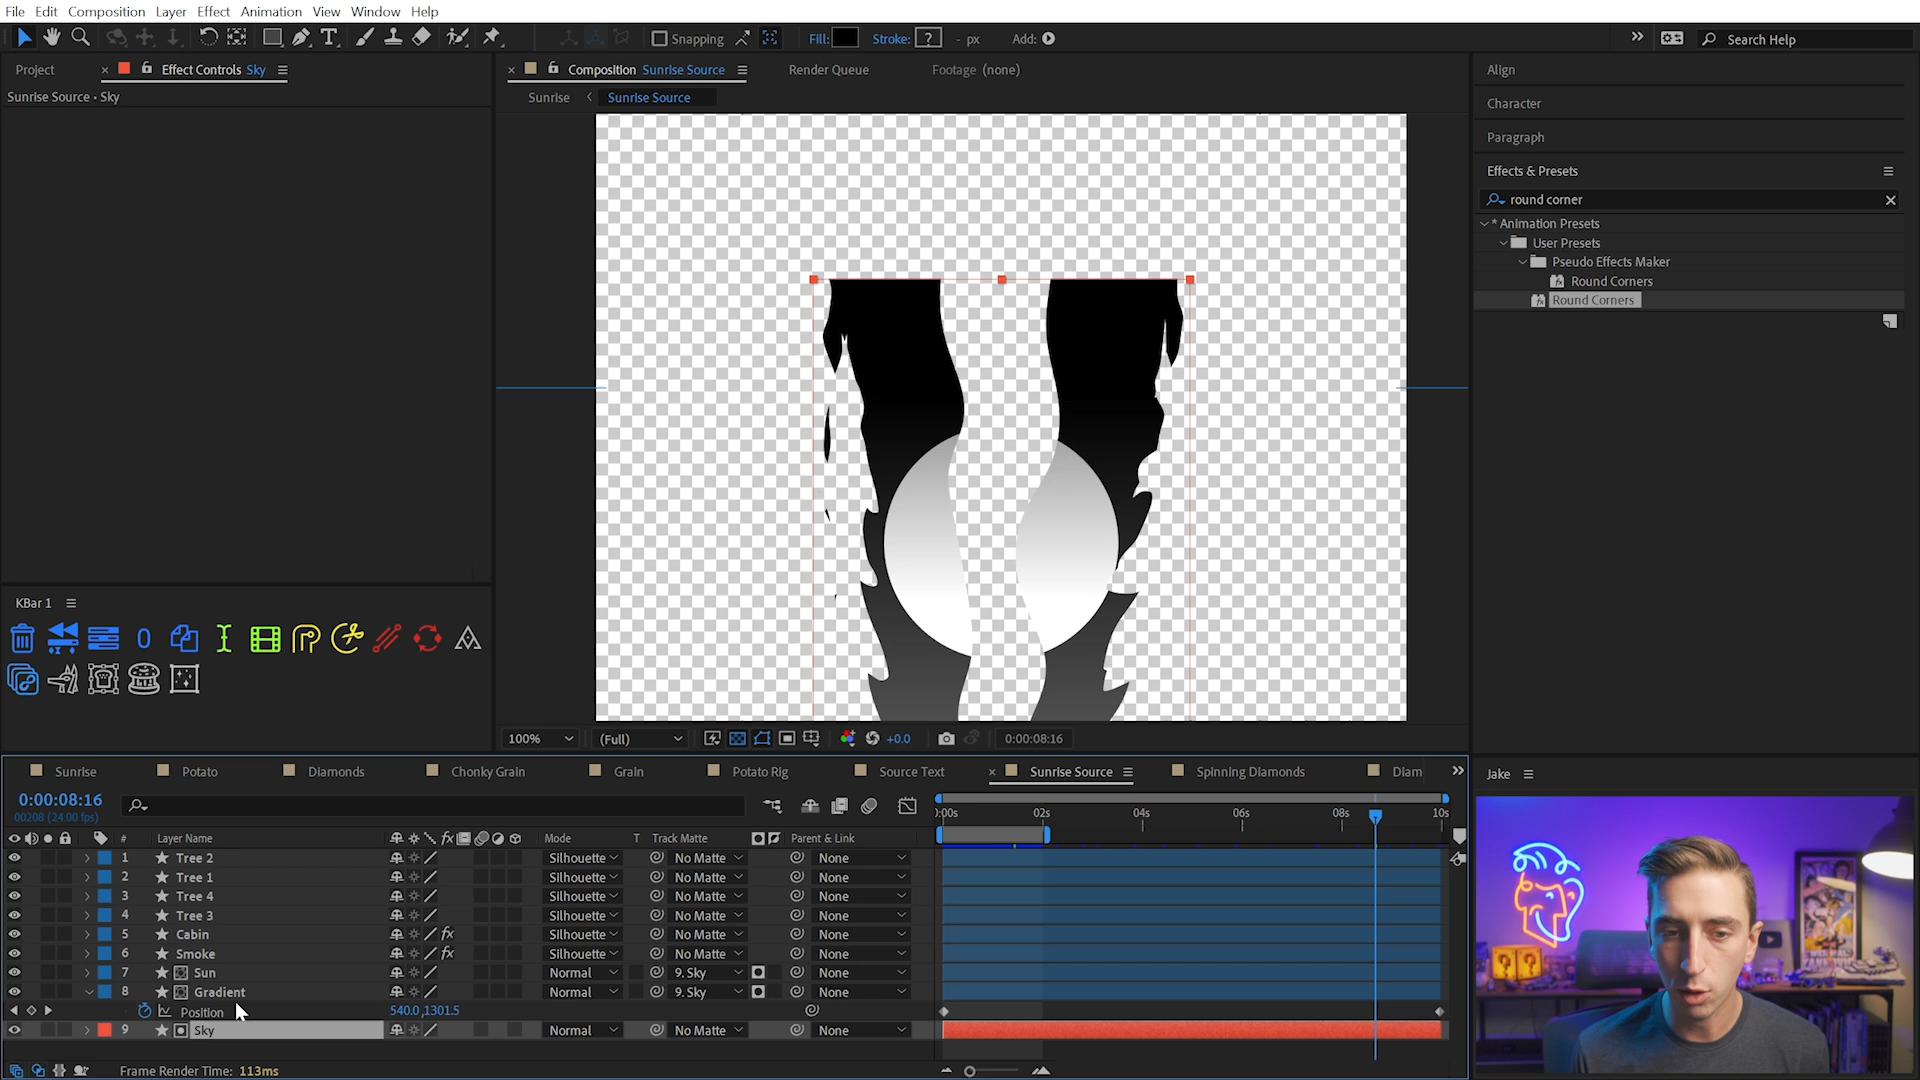 File Edit Composition Layer Effect Animation View Window Help
Snapping Fill: Stroke: ? - px Add: Search Help
Project Effect Controls Sky
Sunrise Source • Sky
Composition Sunrise Source Render Queue Footage (none)
Sunrise < Sunrise Source
Align
Character
Paragraph
Effects & Presets
round corner
* Animation Presets
User Presets
Pseudo Effects Maker
Round Corners
Round Corners
KBar 1
0
100% (Full) +0.0 0:00:08:16
Sunrise Potato Diamonds Chonky Grain Grain Potato Rig Source Text Sunrise Source Spinning Diamonds Diam
Jake
0:00:08:16
00208 (24.00 fps)
):00s 02s 04s 06s 08s 10s
# Layer Name fx Mode T Track Matte Parent & Link
1 Tree 2 Silhouette No Matte None
2 Tree 1 Silhouette No Matte None
3 Tree 4 Silhouette No Matte None
4 Tree 3 Silhouette No Matte None
5 Cabin fx Silhouette No Matte None
6 Smoke fx Silhouette No Matte None
7 Sun Normal 9. Sky None
8 Gradient Normal 9. Sky None
Position 540.0,1301.5
9 Sky Normal No Matte None
Frame Render Time: 113ms